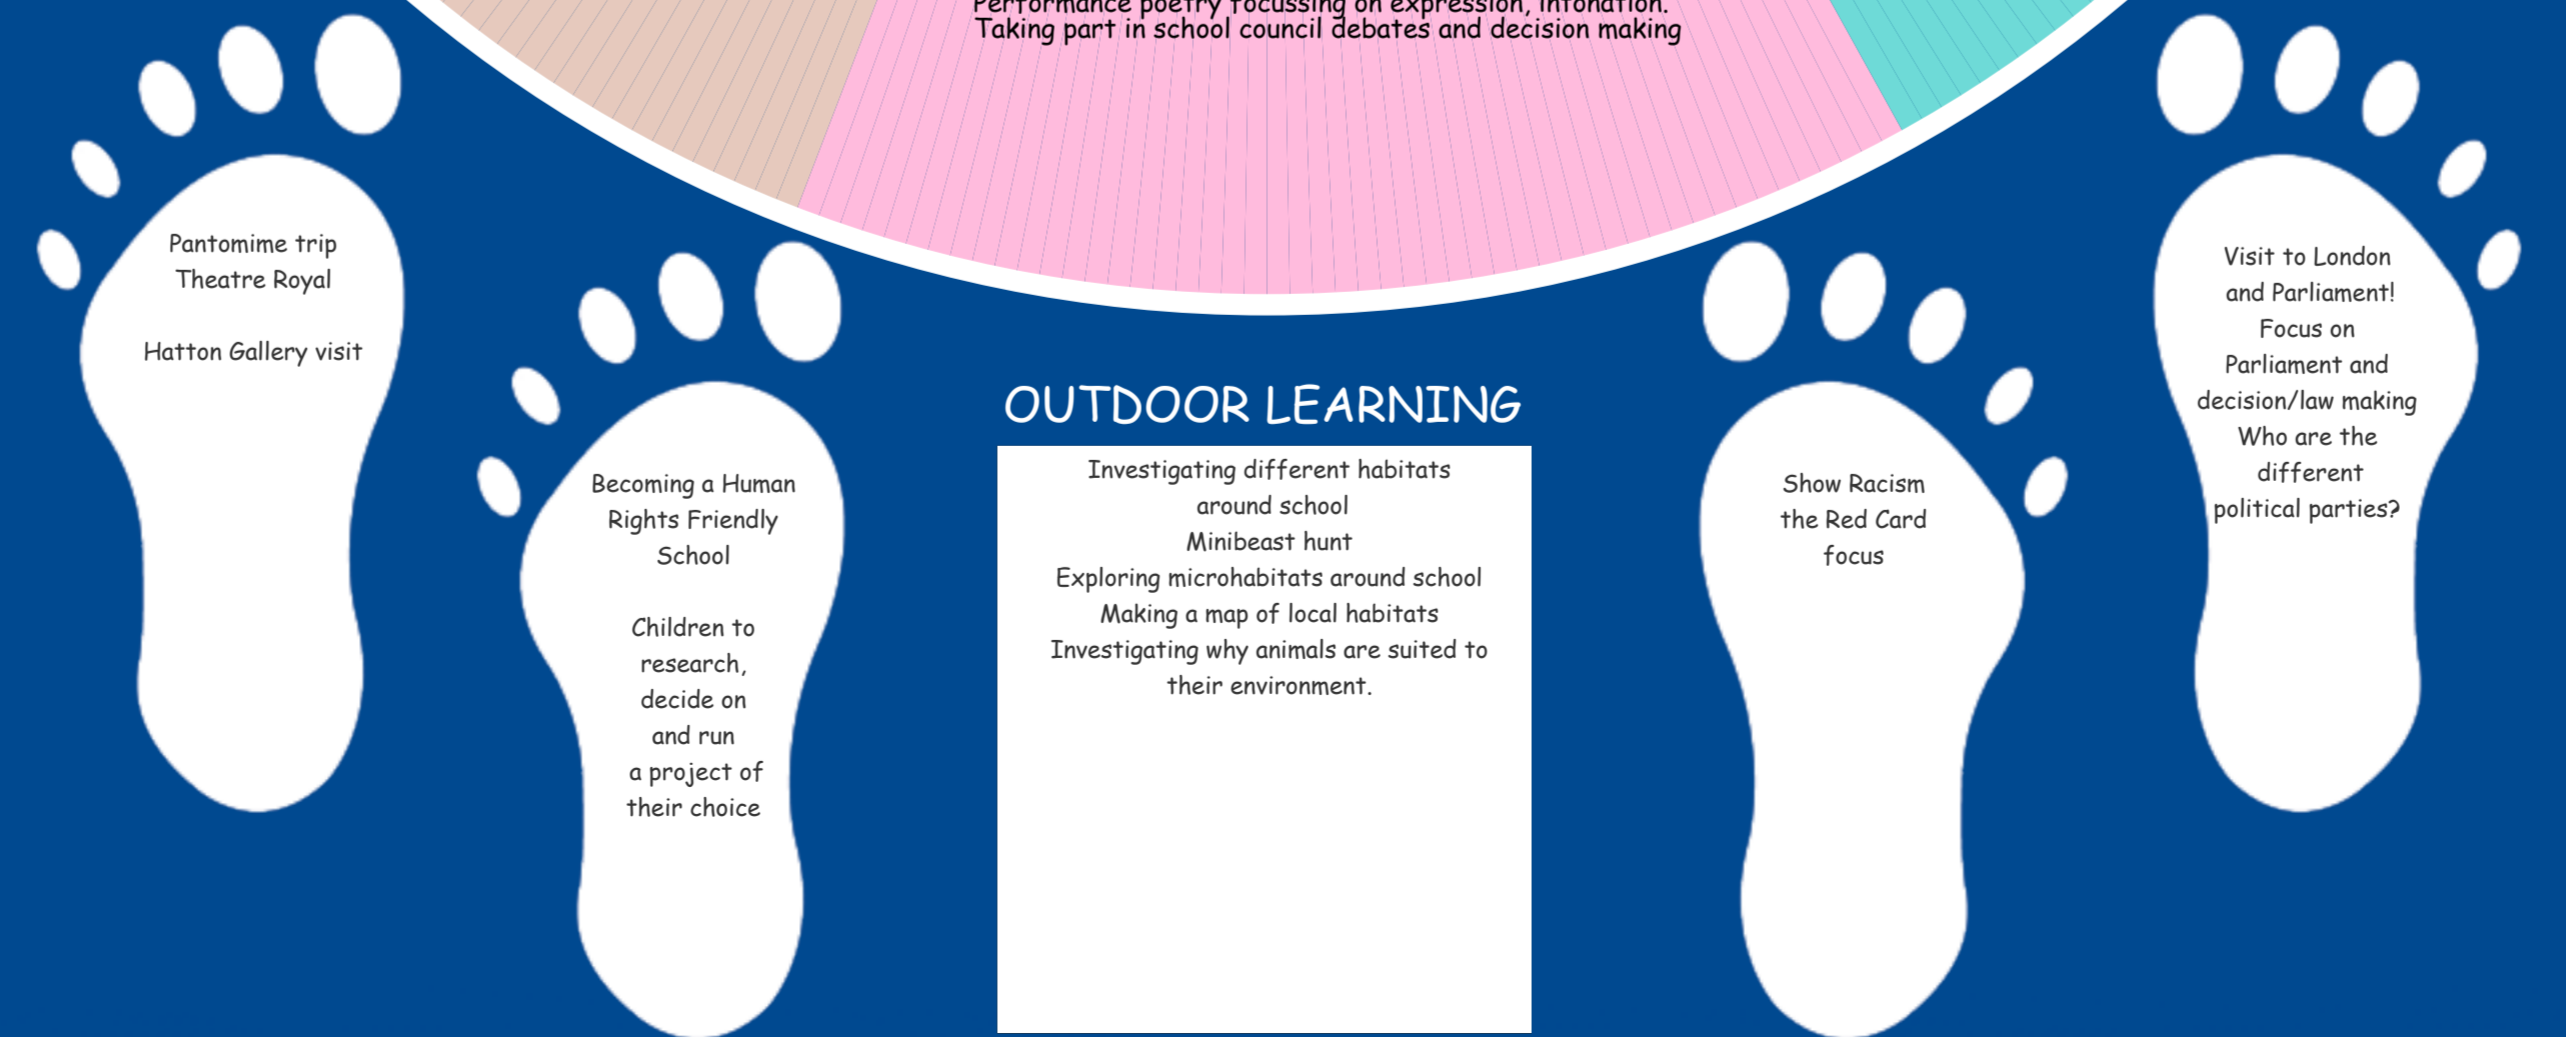 Performance poetry focussing on expression, intonation.
Taking part in school council debates and decision making
Pantomime trip
Theatre Royal
Hatton Gallery visit
Becoming a Human
Rights Friendly
School
Children to
research,
decide on
and run
a project of
their choice
OUTDOOR LEARNING
Investigating different habitats
around school
Minibeast hunt
Exploring microhabitats around school
Making a map of local habitats
Investigating why animals are suited to
their environment.
Show Racism
the Red Card
focus
Visit to London
and Parliament!
Focus on
Parliament and
decision/law making
Who are the
different
political parties?